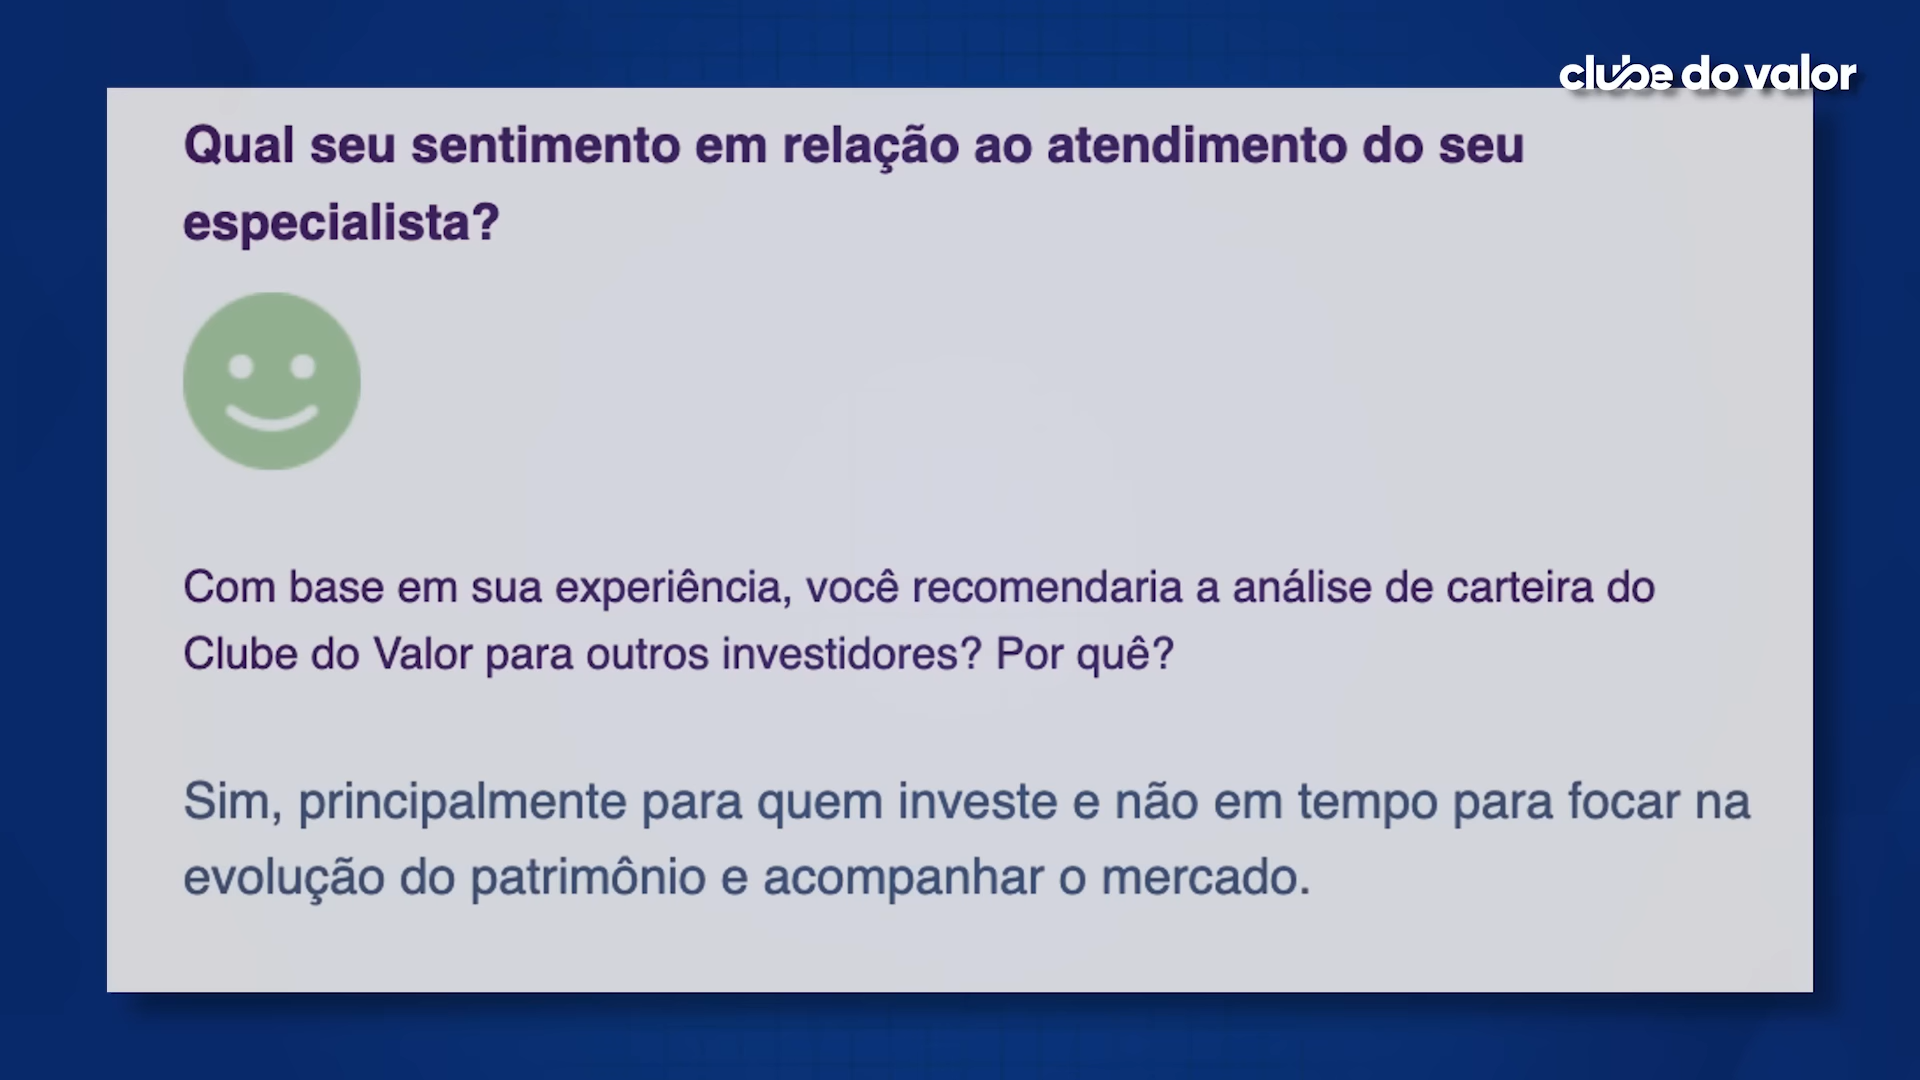 clube do valor
Qual seu sentimento em relação ao atendimento do seu
especialista?
Com base em sua experiência, você recomendaria a análise de carteira do
Clube do Valor para outros investidores? Por quê?
Sim, principalmente para quem investe e não em tempo para focar na
evolução do patrimônio e acompanhar o mercado.